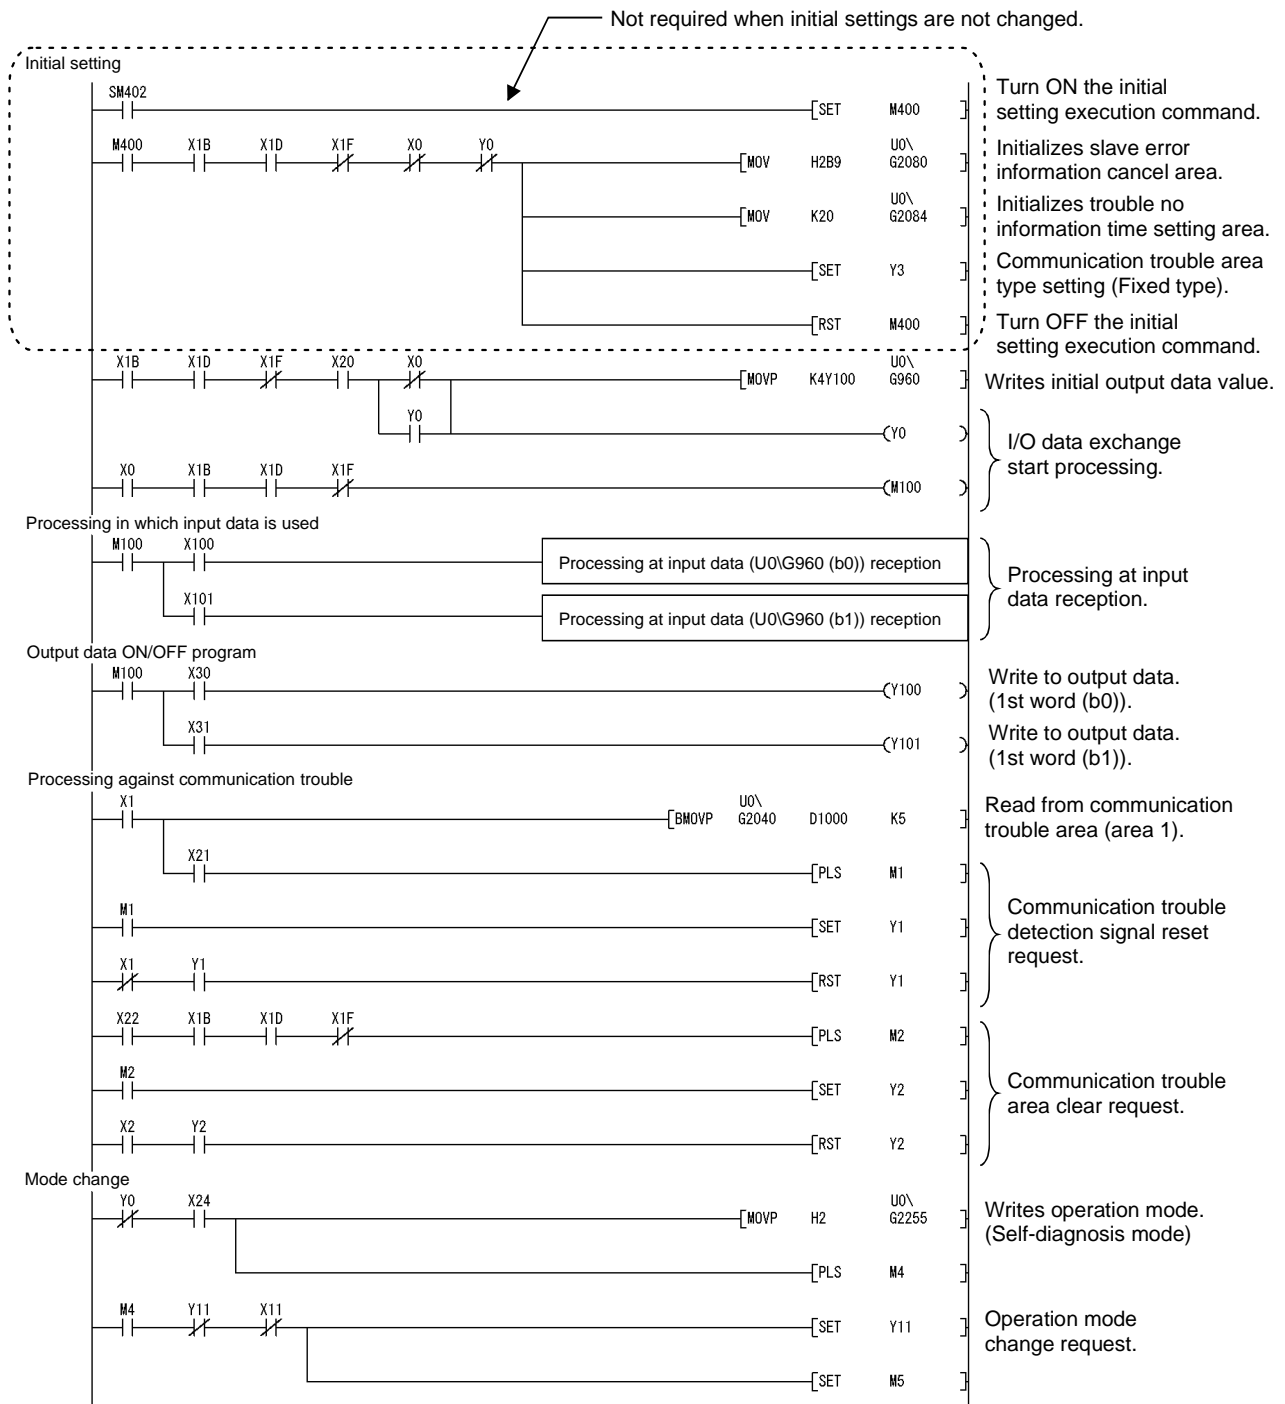 Not required when initial settings are not changed.
Initial setting
SM402
SET M400
Turn ON the initial
setting execution command.
M400 X1B X1D X1F X0 Y0
MOV H2B9 U0\
G2080
Initializes slave error
information cancel area.
MOV K20 U0\
G2084
Initializes trouble no
information time setting area.
SET Y3
Communication trouble area
type setting (Fixed type).
RST M400
Turn OFF the initial
setting execution command.
X1B X1D X1F X20 X0
MOVP K4Y100 U0\
G960
Writes initial output data value.
Y0
Y0
I/O data exchange
start processing.
X0 X1B X1D X1F
M100
Processing in which input data is used
M100 X100
Processing at input data (U0\G960 (b0)) reception
X101
Processing at input data (U0\G960 (b1)) reception
Processing at input
data reception.
Output data ON/OFF program
M100 X30
Y100
Write to output data.
(1st word (b0)).
X31
Y101
Write to output data.
(1st word (b1)).
Processing against communication trouble
X1
BMOVP U0\
G2040 D1000 K5
Read from communication
trouble area (area 1).
X21
PLS M1
M1
SET Y1
Communication trouble
detection signal reset
request.
X1 Y1
RST Y1
X22 X1B X1D X1F
PLS M2
M2
SET Y2
Communication trouble
area clear request.
X2 Y2
RST Y2
Mode change
Y0 X24
MOVP H2 U0\
G2255
Writes operation mode.
(Self-diagnosis mode)
PLS M4
M4 Y11 X11
SET Y11
Operation mode
change request.
SET M5